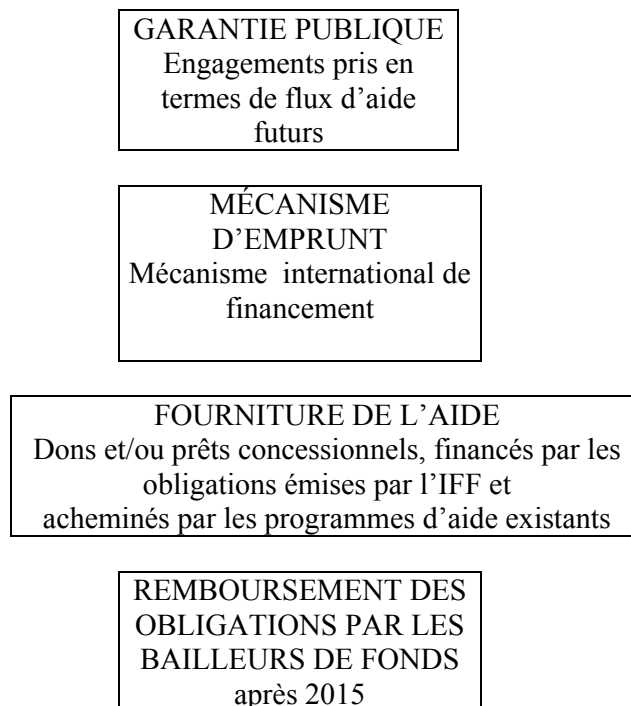 GARANTIE PUBLIQUE
Engagements pris en
termes de flux d’aide
futurs
MÉCANISME
D’EMPRUNT
Mécanisme international de
financement
FOURNITURE DE L’AIDE
Dons et/ou prêts concessionnels, financés par les
obligations émises par l’IFF et
acheminés par les programmes d’aide existants
REMBOURSEMENT DES
OBLIGATIONS PAR LES
BAILLEURS DE FONDS
après 2015